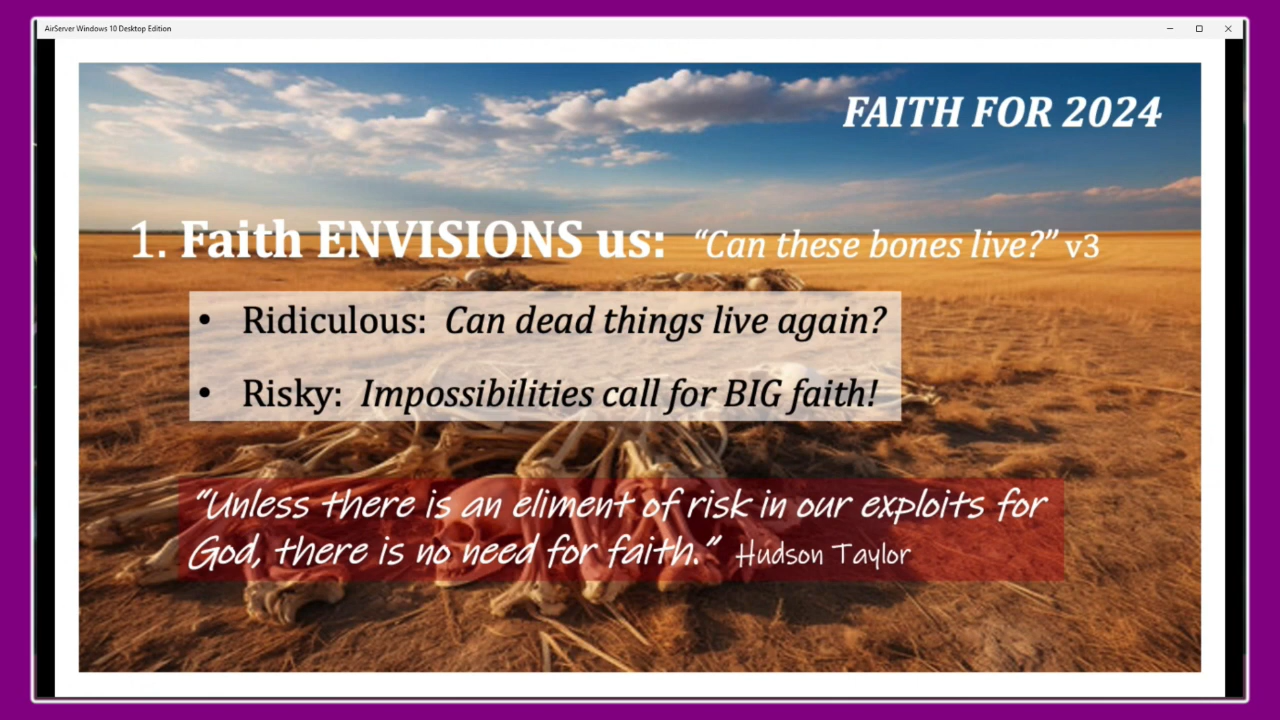 AirServer Windows 10 Desktop Edition
FAITH FOR 2024
1. Faith ENVISIONS us: “Can these bones live?” v3
• Ridiculous: Can dead things live again?
• Risky: Impossibilities call for BIG faith!
“Unless there is an eliment of risk in our exploits for
God, there is no need for faith.” Hudson Taylor